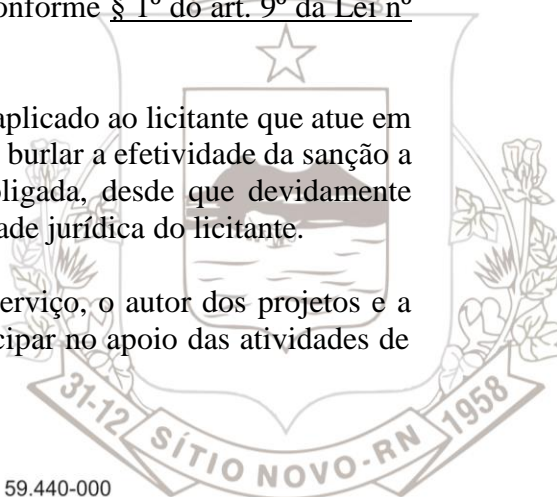 onforme § 1º do art. 9º da Lei nº
aplicado ao licitante que atue em
burlar a efetividade da sanção a
oligada, desde que devidamente
ade jurídica do licitante.
serviço, o autor dos projetos e a
cipar no apoio das atividades de
31-12 SÍTIO NOVO-RN 1958
59.440-000